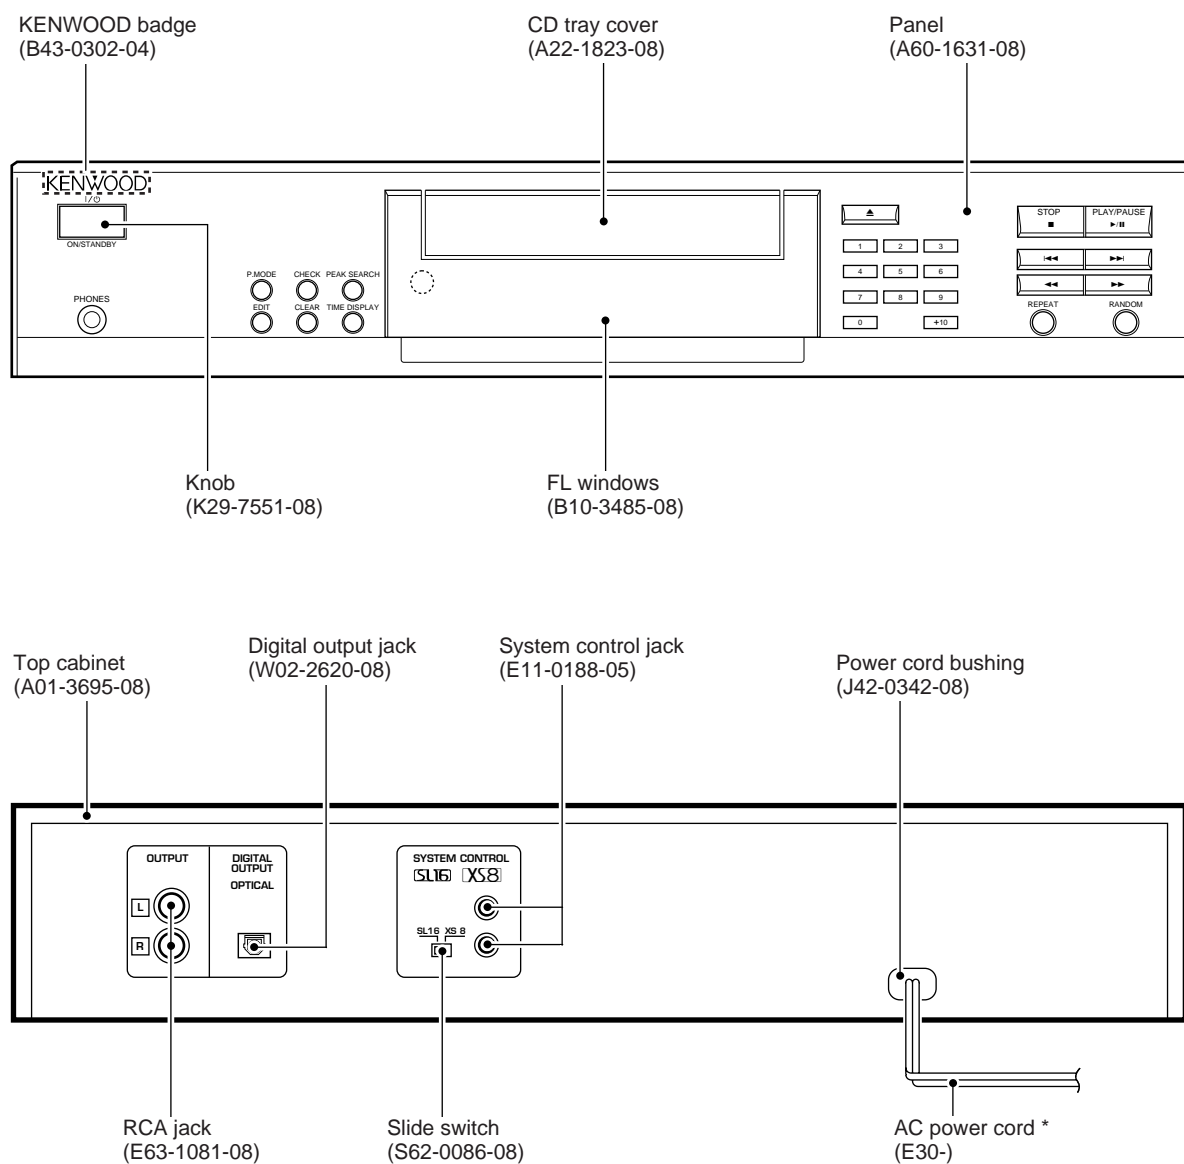 KENWOOD badge
(B43-0302-04)
CD tray cover
(A22-1823-08)
Panel
(A60-1631-08)
KENWOOD
ON/STANDBY
PHONES
P.MODE CHECK PEAK SEARCH
EDIT CLEAR TIME DISPLAY
1 2 3
4 5 6
7 8 9
0 +10
STOP PLAY/PAUSE
REPEAT RANDOM
Knob
(K29-7551-08)
FL windows
(B10-3485-08)
Top cabinet
(A01-3695-08)
Digital output jack
(W02-2620-08)
System control jack
(E11-0188-05)
Power cord bushing
(J42-0342-08)
OUTPUT
L
R
DIGITAL
OUTPUT
OPTICAL
SYSTEM CONTROL
SL16 XS8
SL16 XS 8
RCA jack
(E63-1081-08)
Slide switch
(S62-0086-08)
AC power cord *
(E30-)